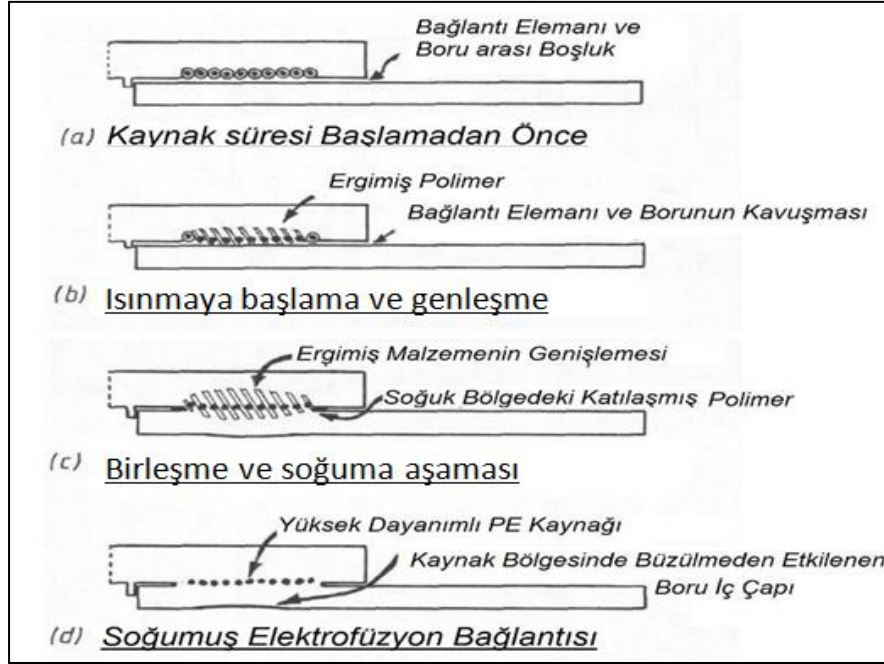 Bağlantı Elemanı ve
Boru arası Boşluk
(a) Kaynak süresi Başlamadan Önce
Ergimiş Polimer
Bağlantı Elemanı ve Borunun Kavuşması
(b) Isınmaya başlama ve genleşme
Ergimiş Malzemenin Genişlemesi
Soğuk Bölgedeki Katılaşmış Polimer
(c) Birleşme ve soğuma aşaması
Yüksek Dayanımlı PE Kaynağı
Kaynak Bölgesinde Büzülmeden Etkilenen
Boru İç Çapı
(d) Soğumuş Elektrofüzyon Bağlantısı